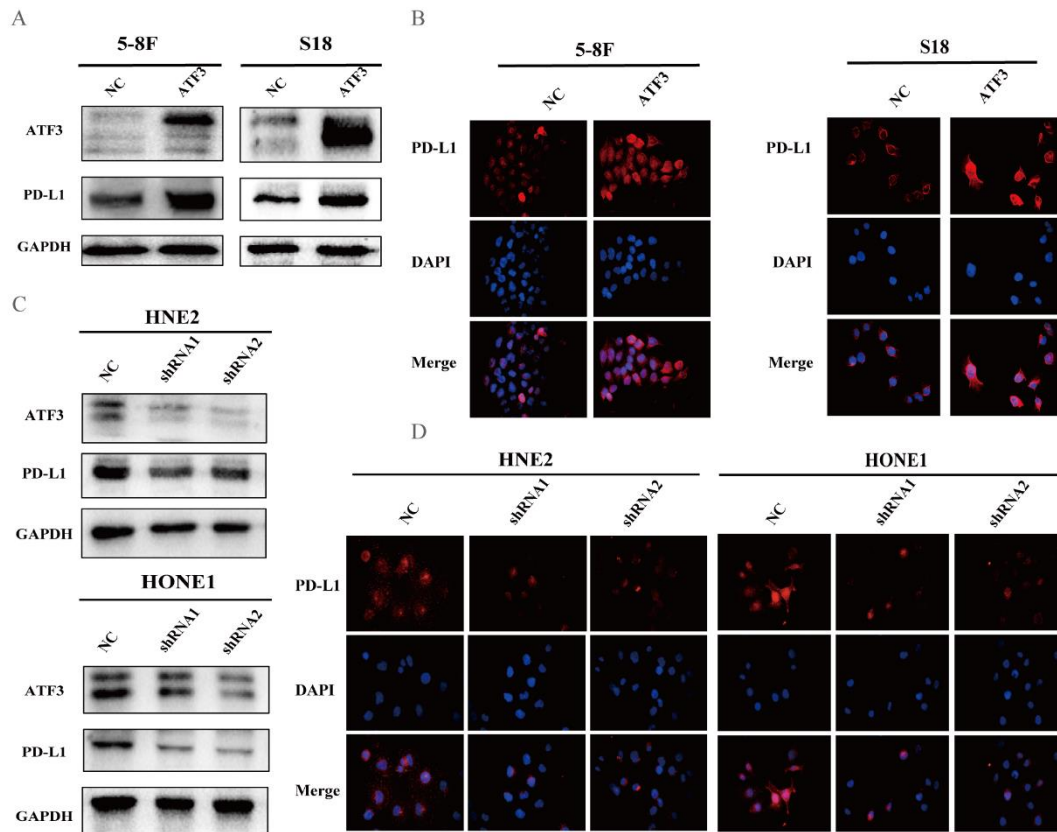 A
5-8F
S18
NC
ATF3
NC
ATF3
ATF3
PD-L1
GAPDH
B
5-8F
S18
NC
ATF3
NC
ATF3
PD-L1
DAPI
Merge
PD-L1
DAPI
Merge
C
HNE2
NC
shRNA1
shRNA2
ATF3
PD-L1
GAPDH
HONE1
NC
shRNA1
shRNA2
ATF3
PD-L1
GAPDH
D
HNE2
HONE1
NC
shRNA1
shRNA2
NC
shRNA1
shRNA2
PD-L1
DAPI
Merge